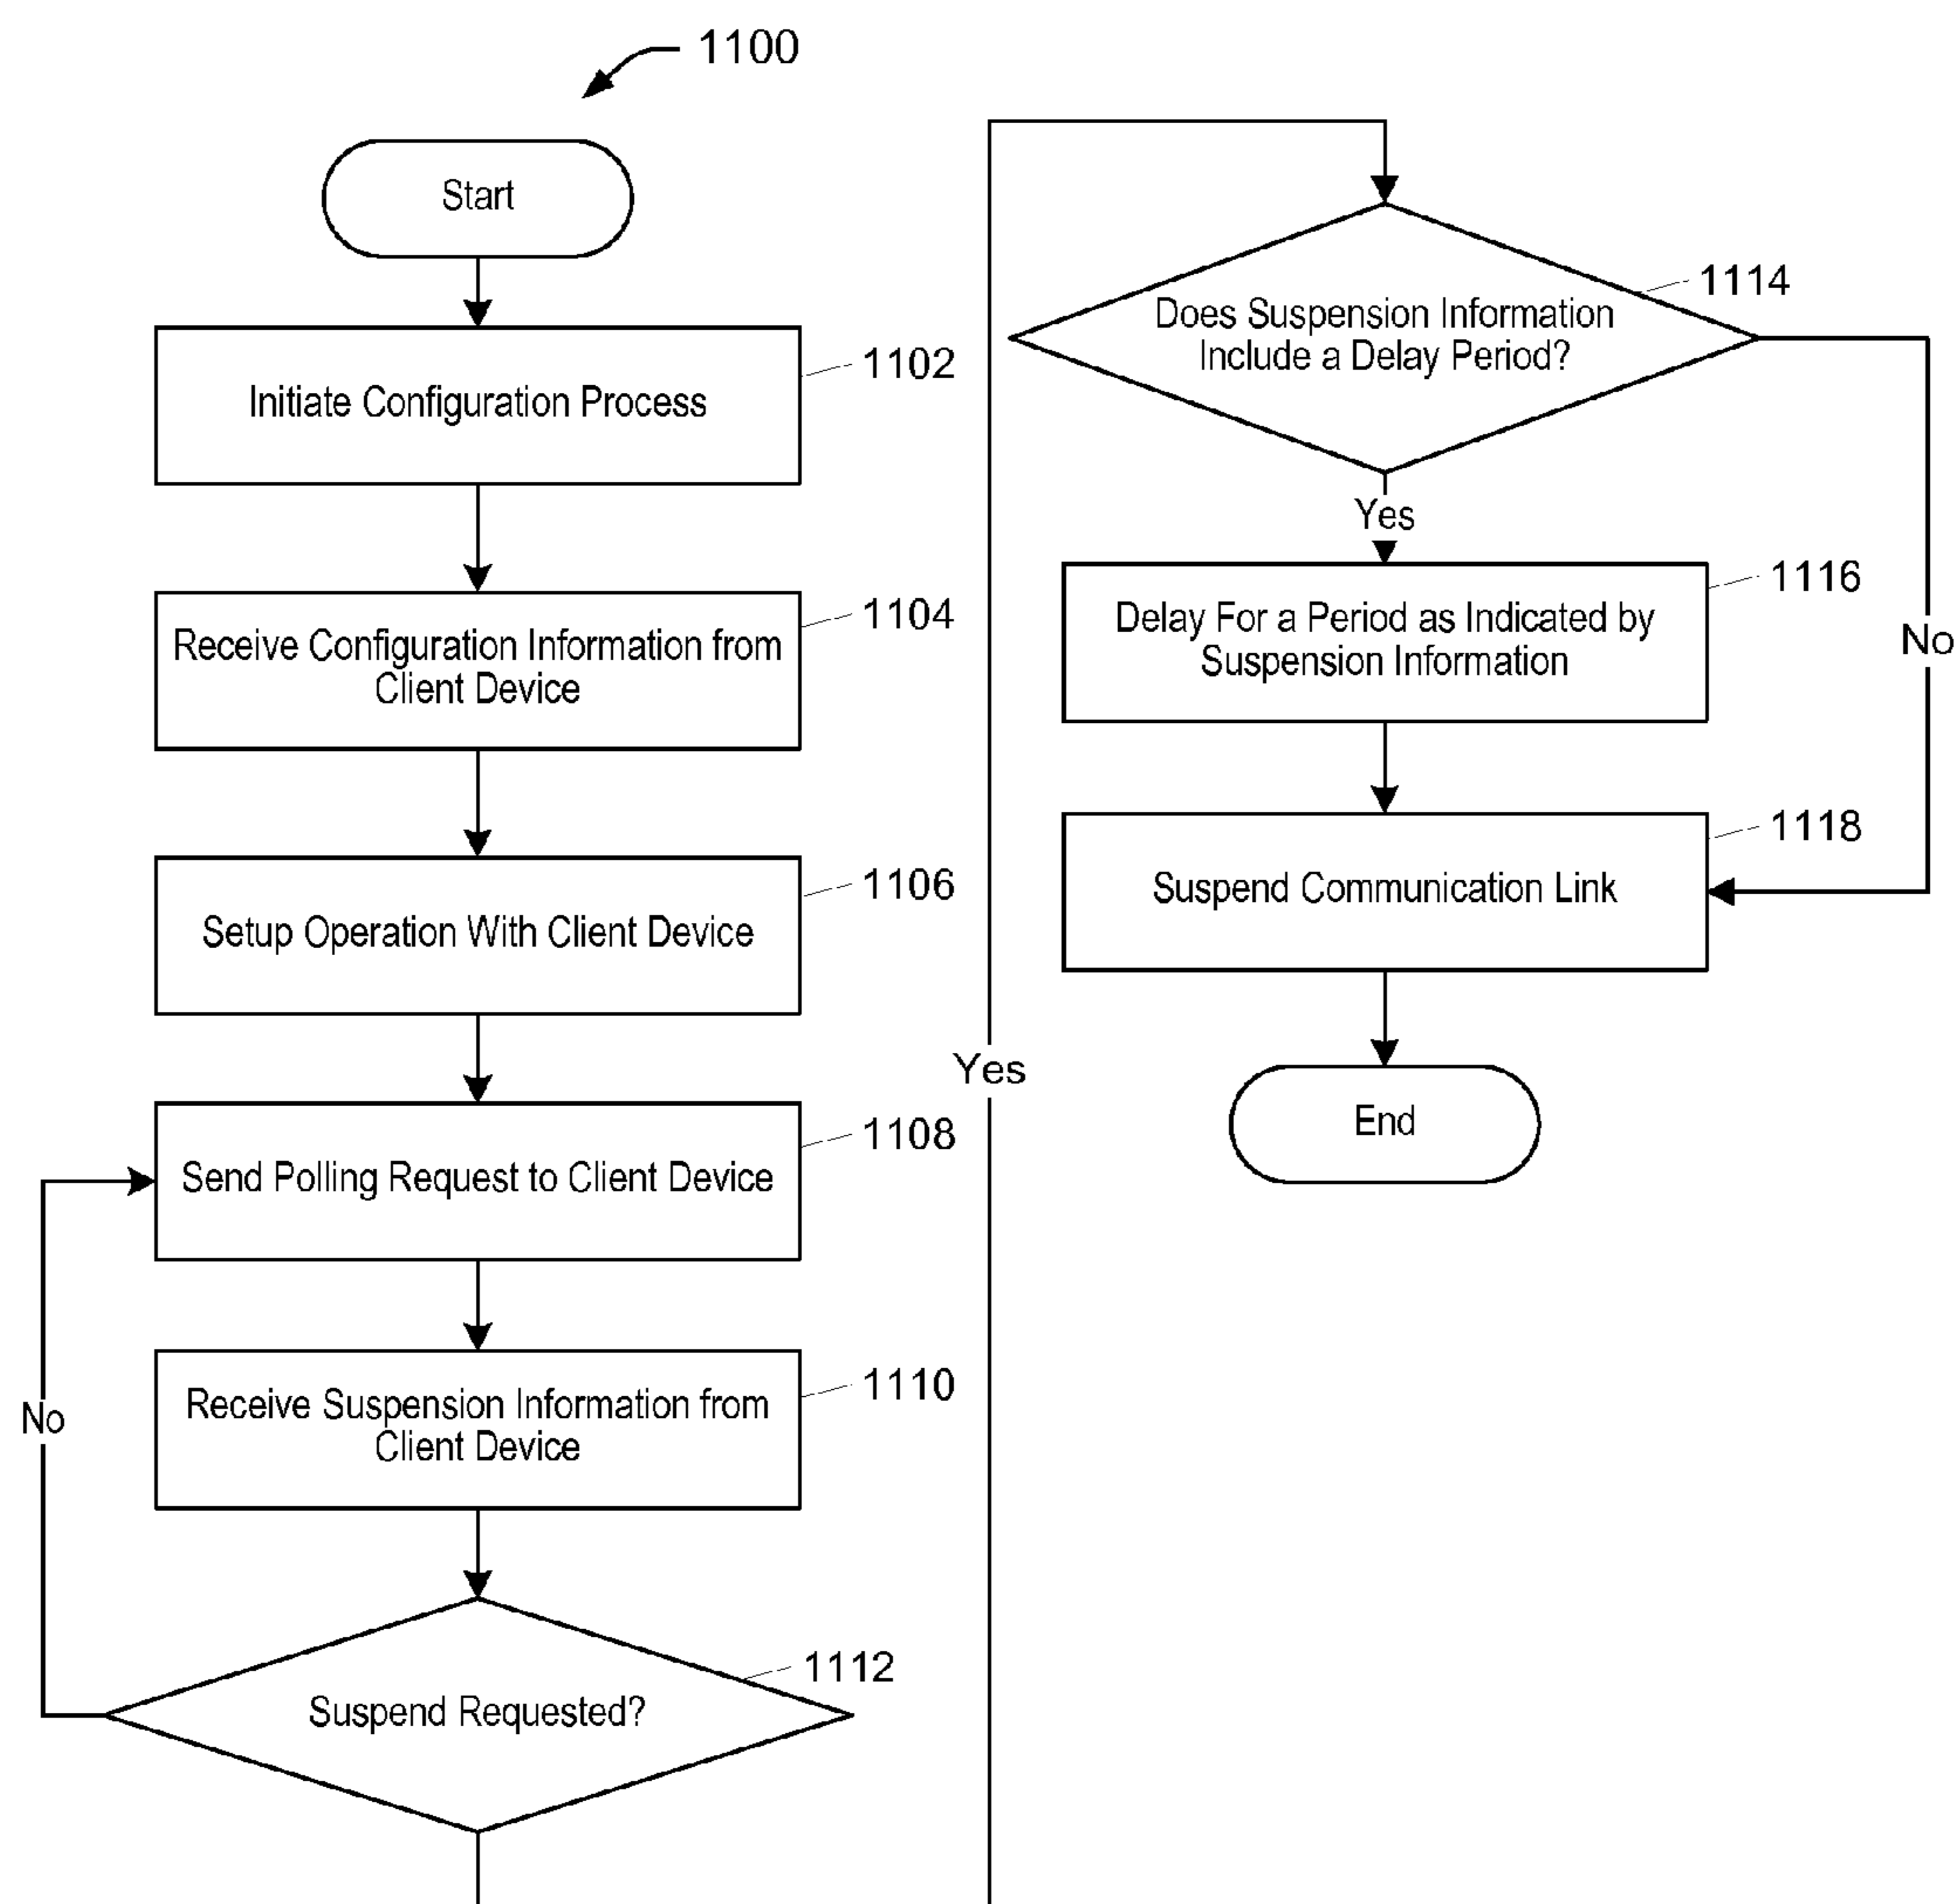 1100
Start
Initiate Configuration Process
1102
Receive Configuration Information from
Client Device
1104
Setup Operation With Client Device
1106
Send Polling Request to Client Device
1108
Receive Suspension Information from
Client Device
1110
No
Suspend Requested?
1112
Yes
Does Suspension Information
Include a Delay Period?
1114
Yes
No
Delay For a Period as Indicated by
Suspension Information
1116
Suspend Communication Link
1118
End